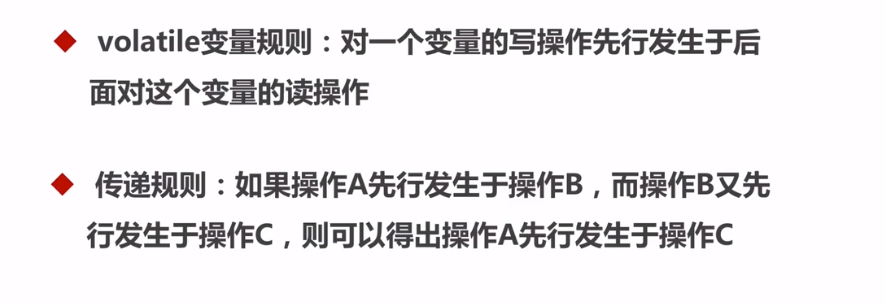 ◆ volatile变量规则：对一个变量的写操作先行发生于后
面对这个变量的读操作
◆ 传递规则：如果操作A先行发生于操作B，而操作B又先
行发生于操作C，则可以得出操作A先行发生于操作C